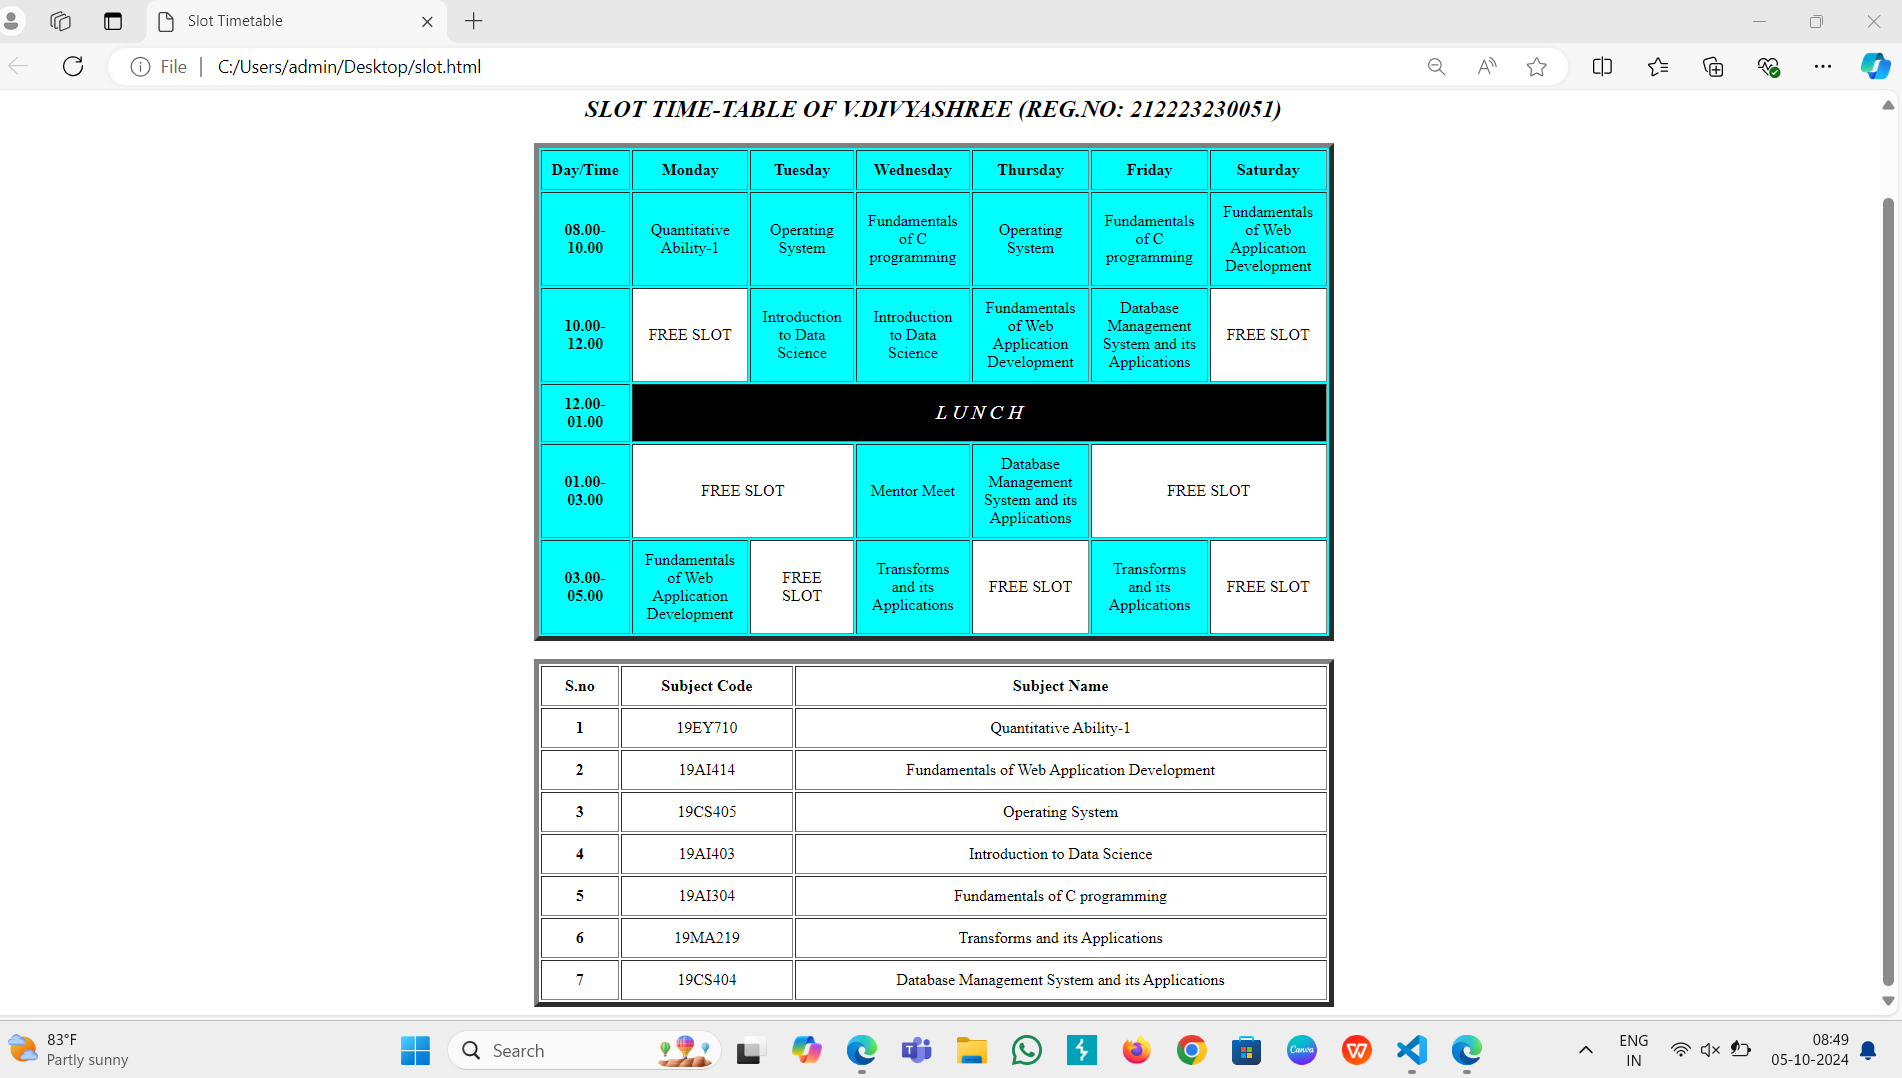 Slot Timetable
File
C:/Users/admin/Desktop/slot.html
SLOT TIME-TABLE OF V.DIVYASHREE (REG.NO: 212223230051)
Day/Time Monday Tuesday Wednesday Thursday Friday Saturday
08.00-
10.00
Quantitative
Ability-1
Operating
System
Fundamentals
of C
programming
Operating
System
Fundamentals
of C
programming
Fundamentals
of Web
Application
Development
10.00-
12.00
FREE SLOT
Introduction
to Data
Science
Introduction
to Data
Science
Fundamentals
of Web
Application
Development
Database
Management
System and its
Applications
FREE SLOT
12.00-
01.00
L U N C H
01.00-
03.00
FREE SLOT
Mentor Meet
Database
Management
System and its
Applications
FREE SLOT
03.00-
05.00
Fundamentals
of Web
Application
Development
FREE
SLOT
Transforms
and its
Applications
FREE SLOT
Transforms
and its
Applications
FREE SLOT
S.no Subject Code Subject Name
1 19EY710 Quantitative Ability-1
2 19AI414 Fundamentals of Web Application Development
3 19CS405 Operating System
4 19AI403 Introduction to Data Science
5 19AI304 Fundamentals of C programming
6 19MA219 Transforms and its Applications
7 19CS404 Database Management System and its Applications
83°F
Partly sunny
Search
Canva
ENG
IN
08:49
05-10-2024